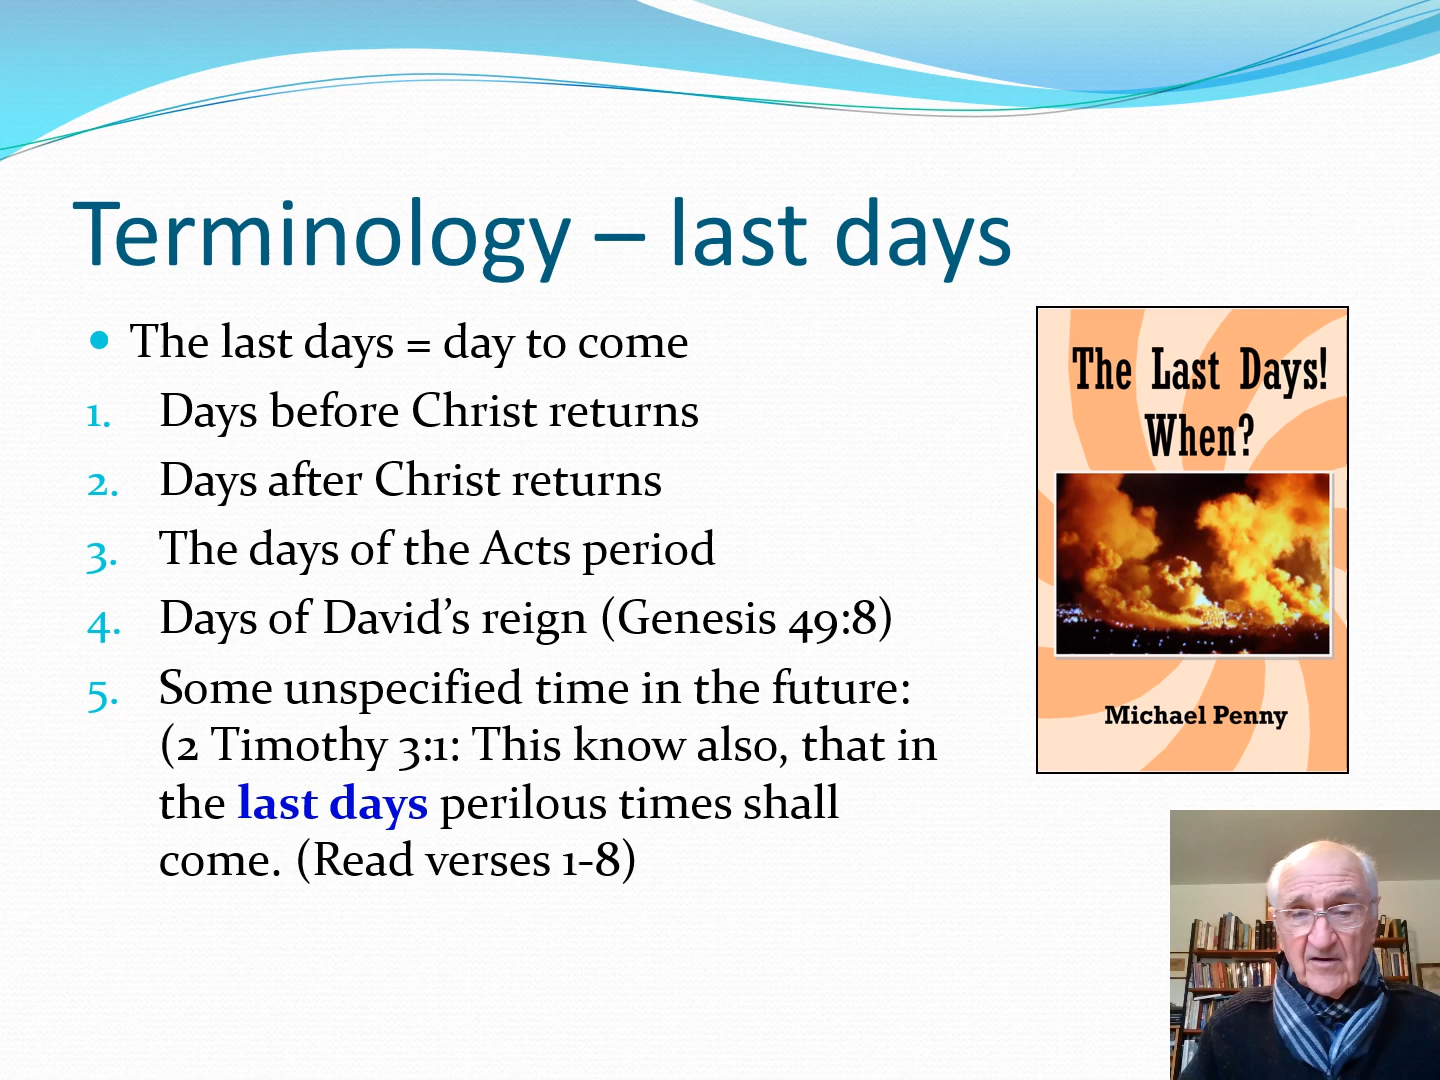 Terminology – last days
• The last days = day to come
1. Days before Christ returns
2. Days after Christ returns
3. The days of the Acts period
4. Days of David’s reign (Genesis 49:8)
5. Some unspecified time in the future:
(2 Timothy 3:1: This know also, that in
the last days perilous times shall
come. (Read verses 1-8)
The Last Days!
When?
Michael Penny